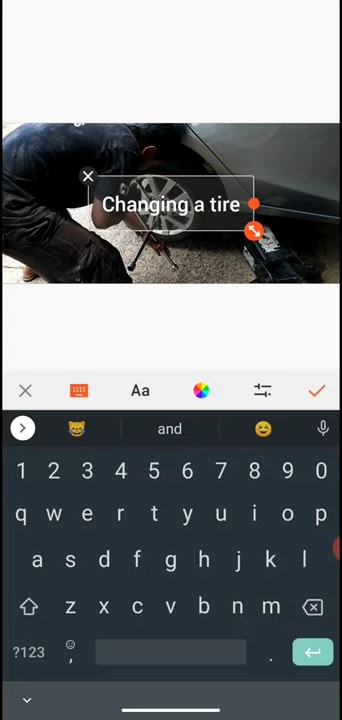 Changing a tire
Aa
and
1 2 3 4 5 6 7 8 9 0
q w e r t y u i o p
a s d f g h j k l
z x c v b n m
?123 , .